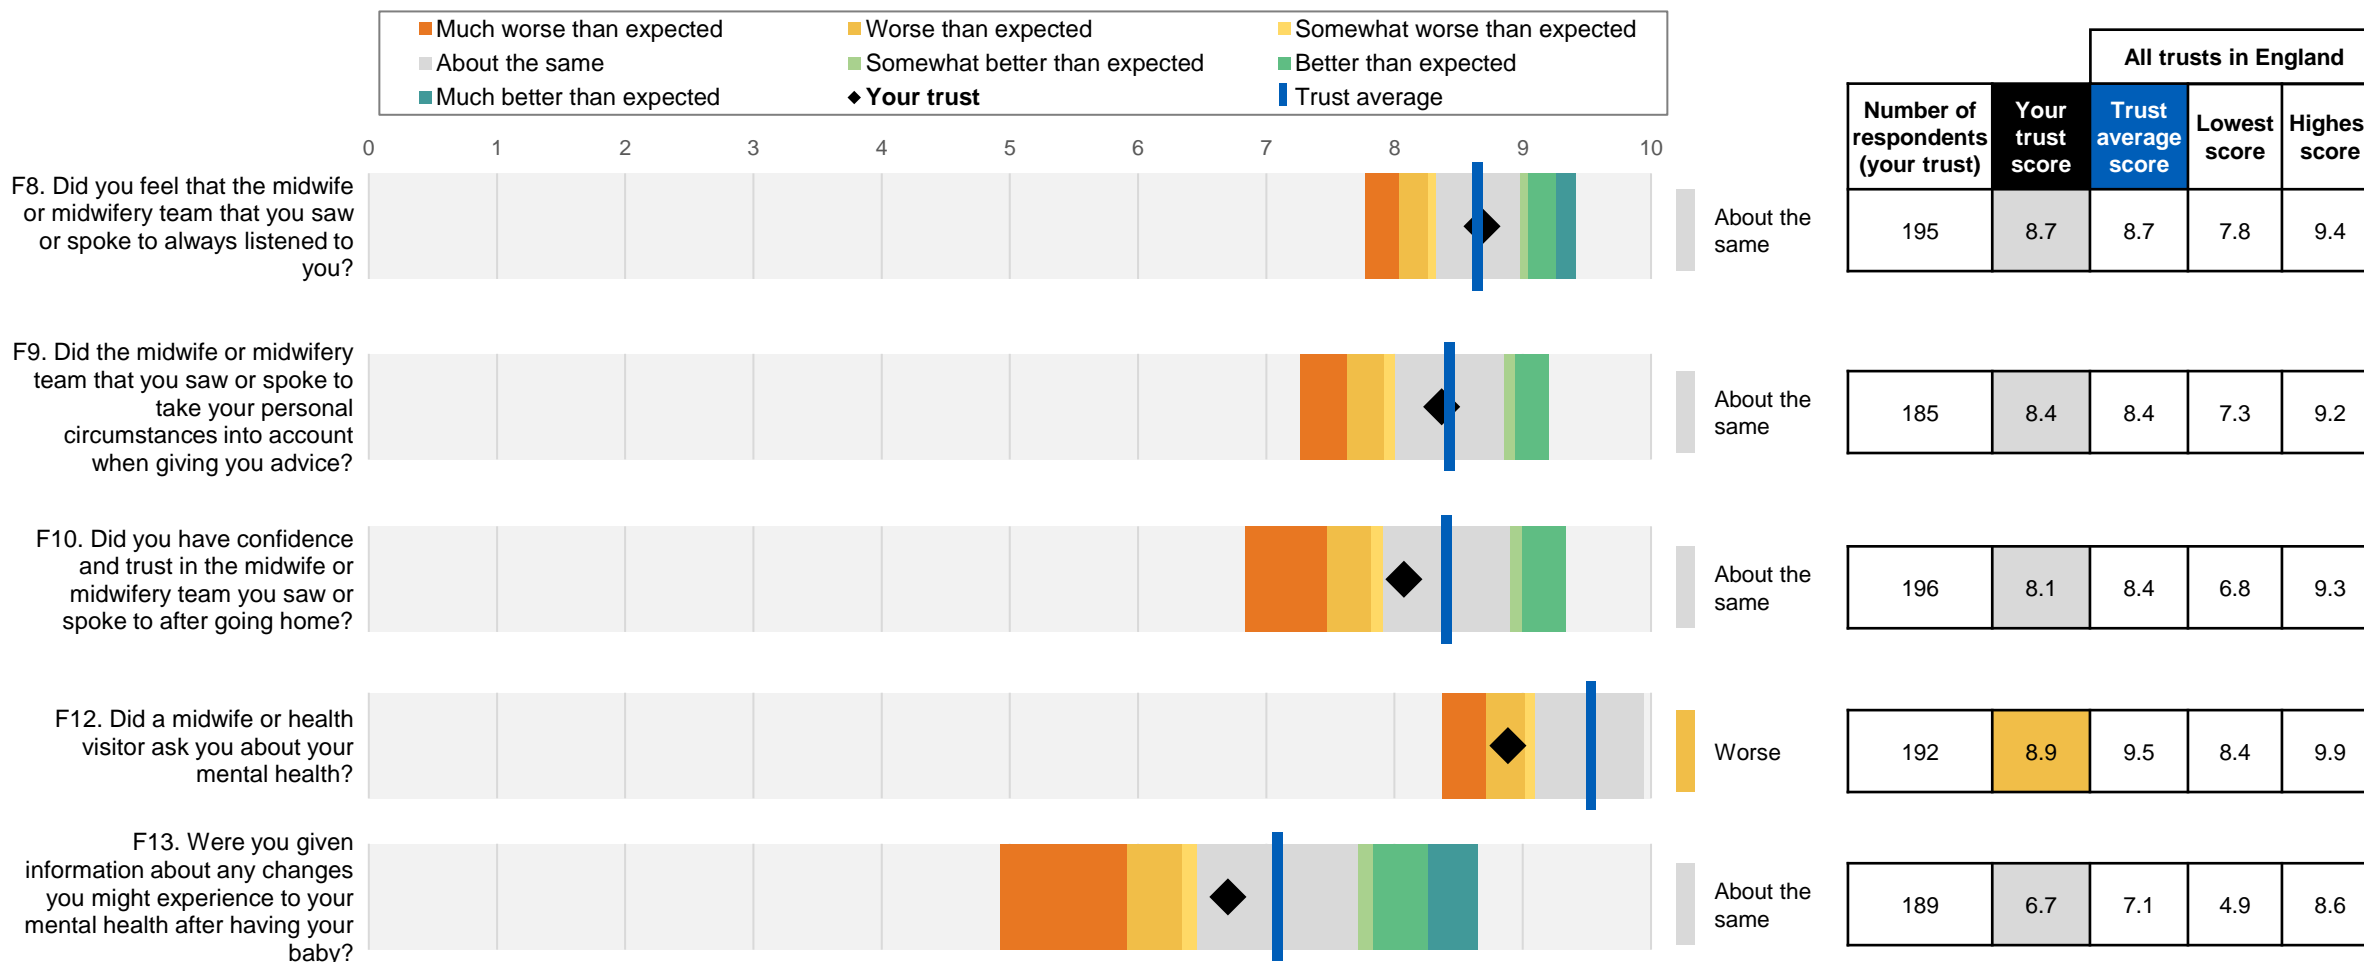 Much worse than expected
Worse than expected
Somewhat worse than expected
About the same
Somewhat better than expected
Better than expected
Much better than expected
Your trust
Trust average
All trusts in England
Number of respondents (your trust)
Your trust score
Trust average score
Lowest score
Highes score
0 1 2 3 4 5 6 7 8 9 10
F8. Did you feel that the midwife
or midwifery team that you saw
or spoke to always listened to
you?
About the
same
195 8.7 8.7 7.8 9.4
F9. Did the midwife or midwifery
team that you saw or spoke to
take your personal
circumstances into account
when giving you advice?
About the
same
185 8.4 8.4 7.3 9.2
F10. Did you have confidence
and trust in the midwife or
midwifery team you saw or
spoke to after going home?
About the
same
196 8.1 8.4 6.8 9.3
F12. Did a midwife or health
visitor ask you about your
mental health?
Worse
192 8.9 9.5 8.4 9.9
F13. Were you given
information about any changes
you might experience to your
mental health after having your
baby?
About the
same
189 6.7 7.1 4.9 8.6